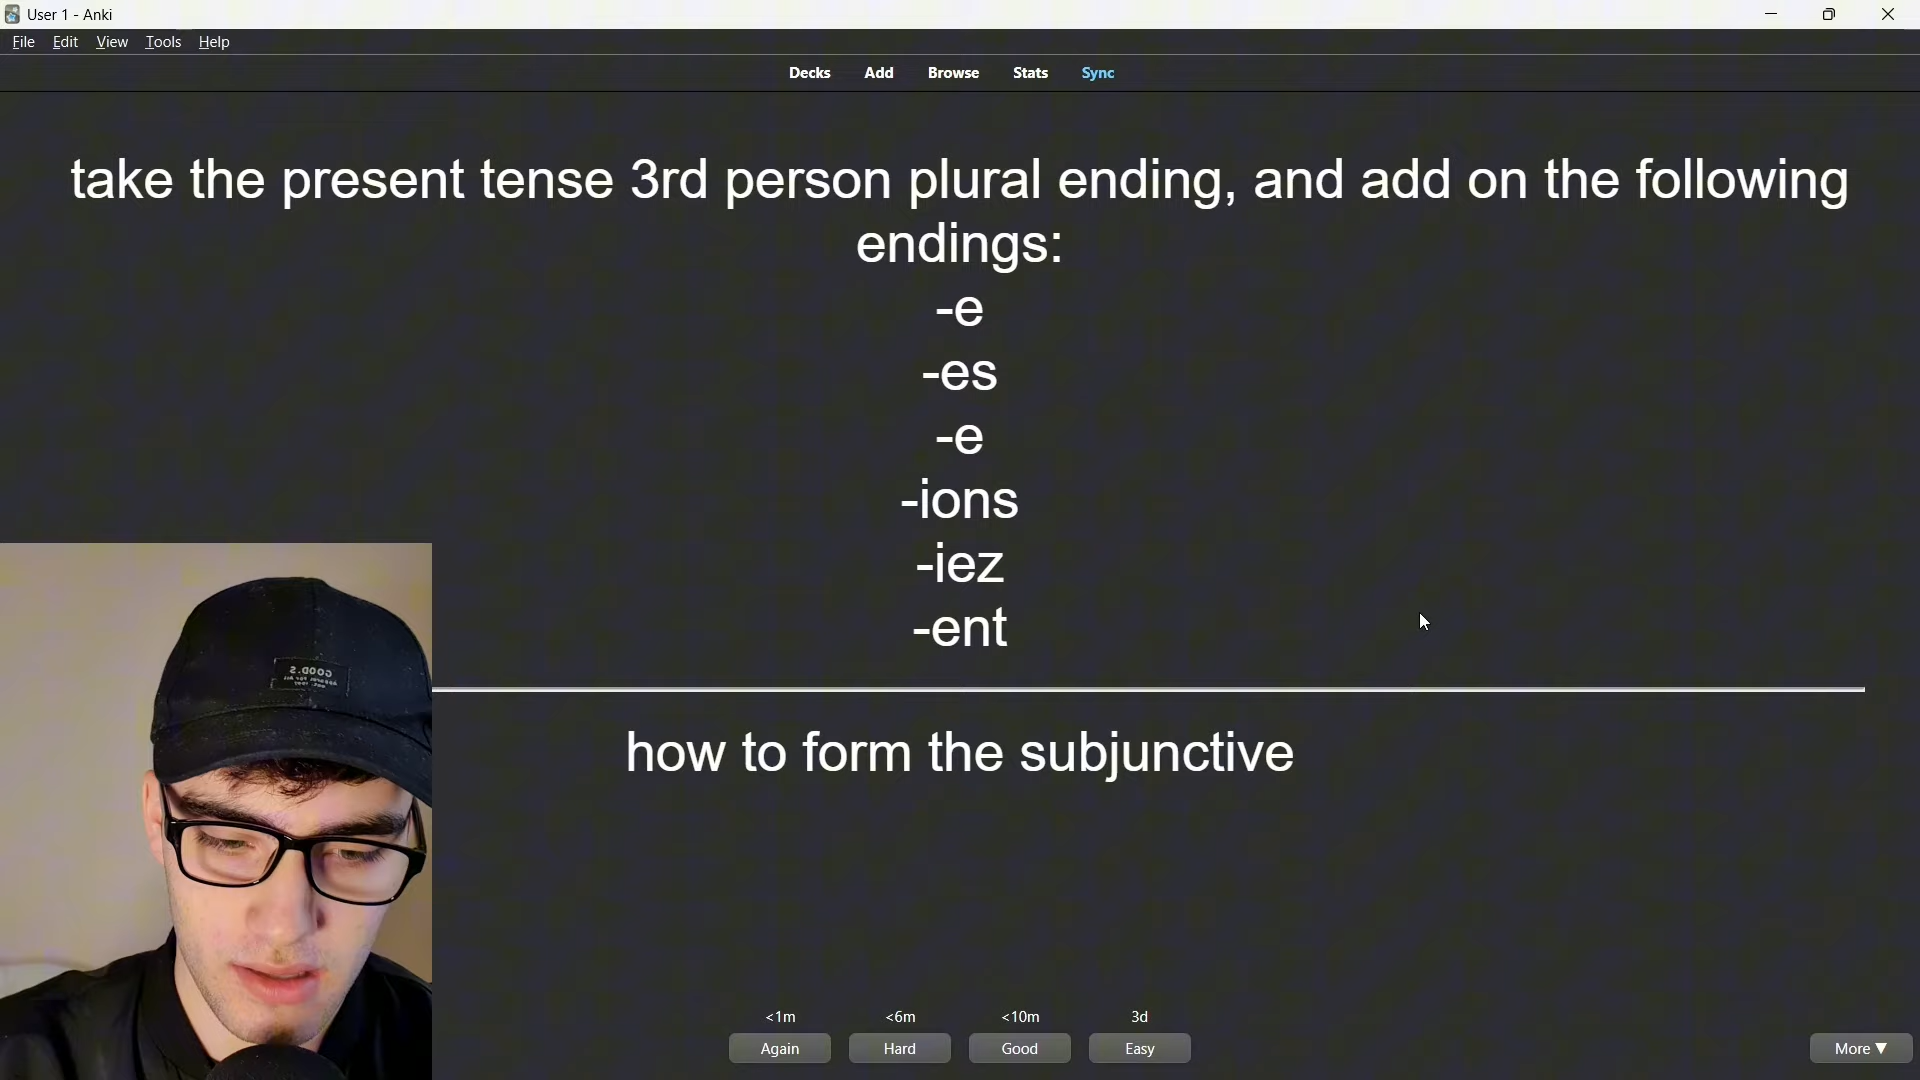 User 1 - Anki
File Edit View Tools Help
Decks Add Browse Stats Sync
take the present tense 3rd person plural ending, and add on the following
endings:
-e
-es
-e
-ions
-iez
-ent
how to form the subjunctive
GOOD.S
<1m <6m <10m 3d
Again Hard Good Easy
More ▼